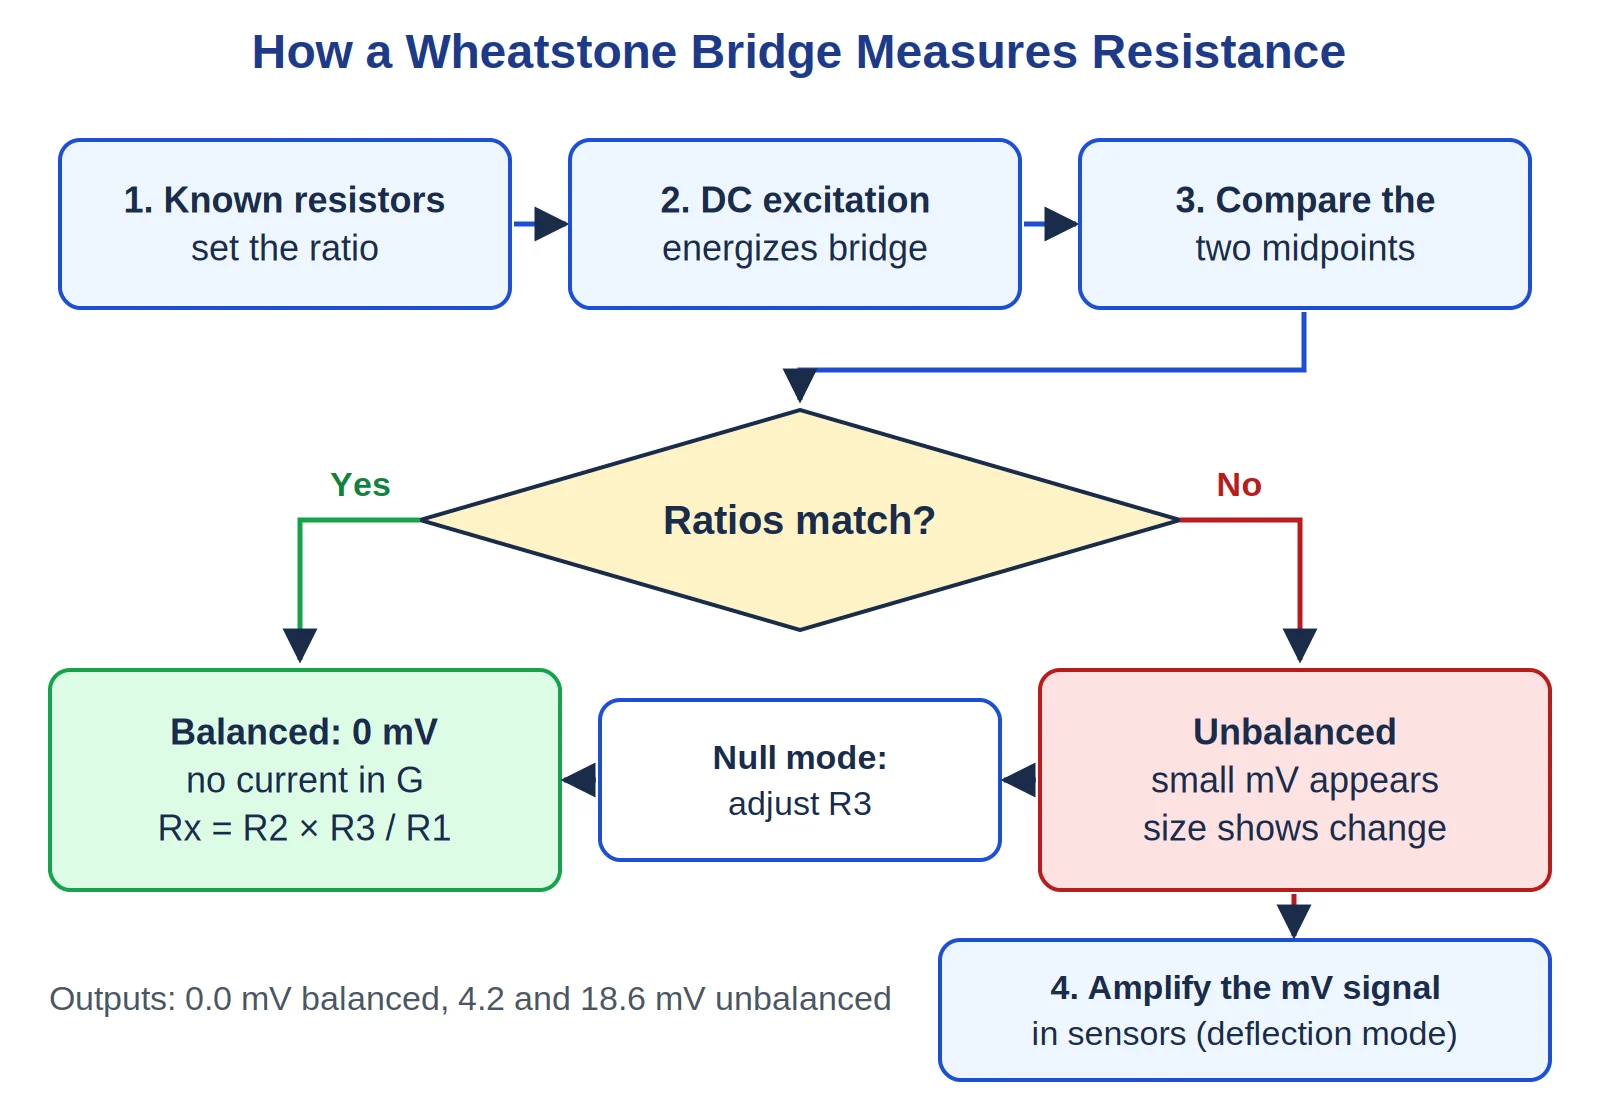 How a Wheatstone Bridge Measures Resistance
1. Known resistors
set the ratio
2. DC excitation
energizes bridge
3. Compare the
two midpoints
Yes
No
Ratios match?
Balanced: 0 mV
no current in G
Rx = R2 × R3 / R1
Null mode:
adjust R3
Unbalanced
small mV appears
size shows change
Outputs: 0.0 mV balanced, 4.2 and 18.6 mV unbalanced
4. Amplify the mV signal
in sensors (deflection mode)